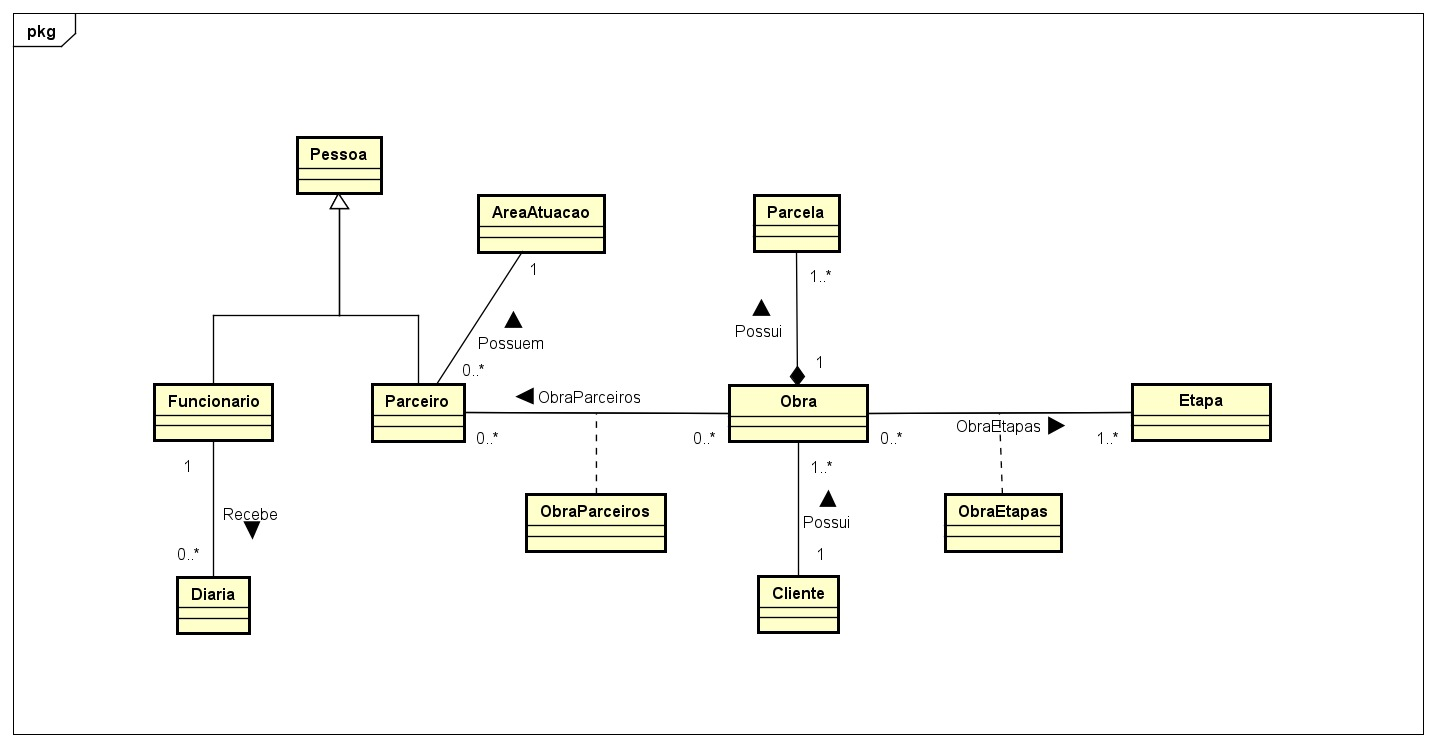 pkg
Pessoa
AreaAtuacao
Parcela
1
1..*
Possuem
Possui
0..*
1
Funcionario
Parceiro
ObraParceiros
Obra
Etapa
0..*
0..*
0..*
ObraEtapas
1..*
1
1..*
Recebe
ObraParceiros
Possui
ObraEtapas
0..*
1
Diaria
Cliente